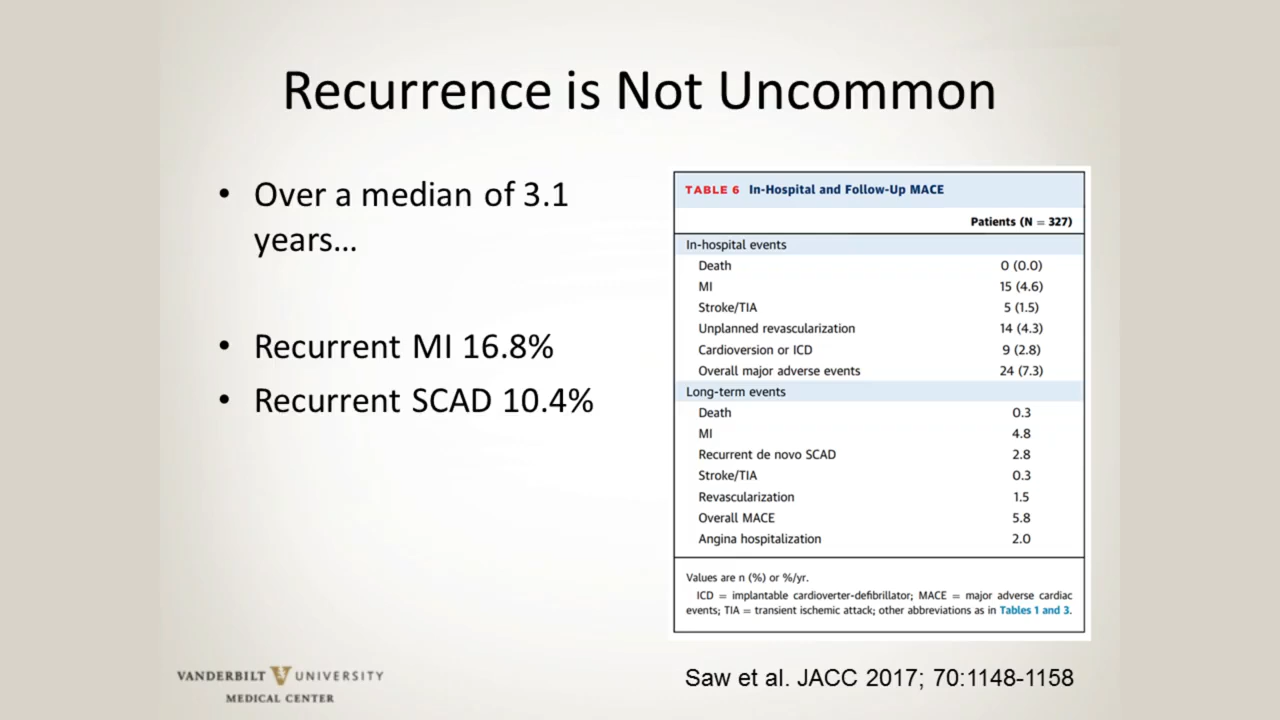 Recurrence is Not Uncommon
• Over a median of 3.1
years...
• Recurrent MI 16.8%
• Recurrent SCAD 10.4%
TABLE 6 In-Hospital and Follow-Up MACE
Patients (N = 327)
In-hospital events
Death 0 (0.0)
MI 15 (4.6)
Stroke/TIA 5 (1.5)
Unplanned revascularization 14 (4.3)
Cardioversion or ICD 9 (2.8)
Overall major adverse events 24 (7.3)
Long-term events
Death 0.3
MI 4.8
Recurrent de novo SCAD 2.8
Stroke/TIA 0.3
Revascularization 1.5
Overall MACE 5.8
Angina hospitalization 2.0
Values are n (%) or %/yr.
ICD = implantable cardioverter-defibrillator; MACE = major adverse cardiac
events; TIA = transient ischemic attack; other abbreviations as in Tables 1 and 3.
VANDERBILT V UNIVERSITY
MEDICAL CENTER
Saw et al. JACC 2017; 70:1148-1158